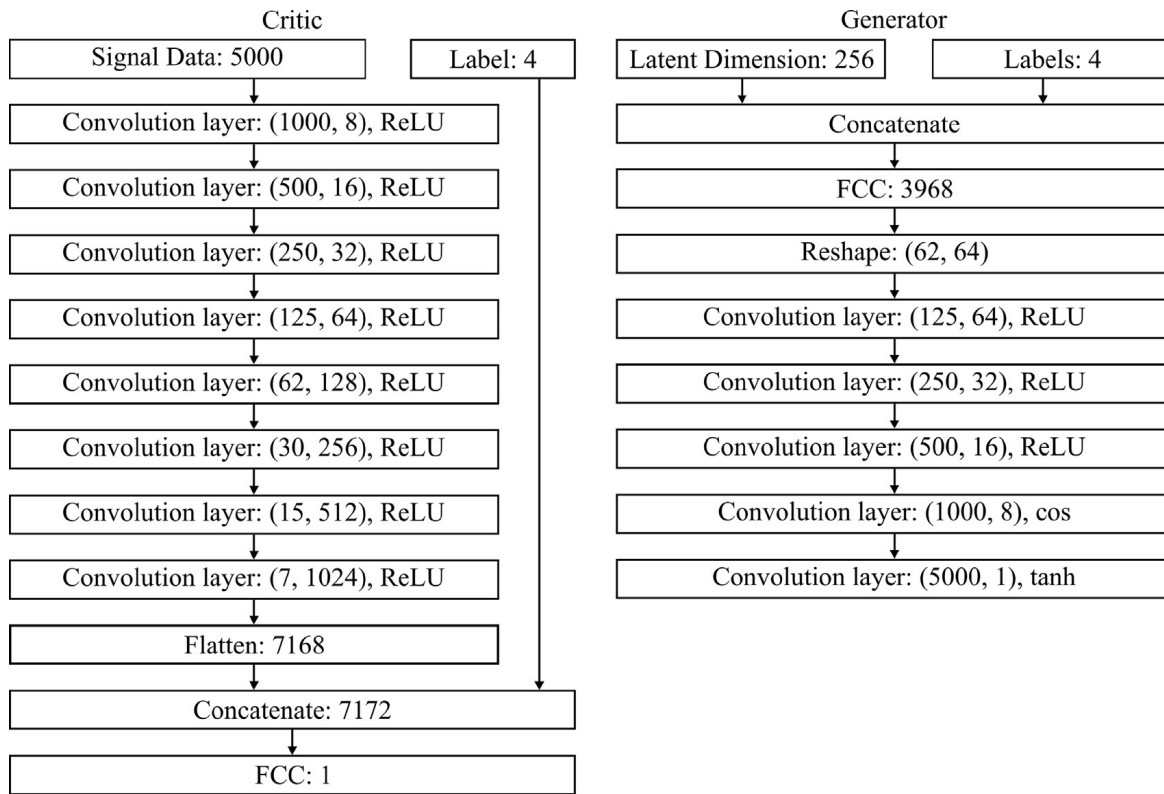 Critic
Signal Data: 5000
Label: 4
Convolution layer: (1000, 8), ReLU
Convolution layer: (500, 16), ReLU
Convolution layer: (250, 32), ReLU
Convolution layer: (125, 64), ReLU
Convolution layer: (62, 128), ReLU
Convolution layer: (30, 256), ReLU
Convolution layer: (15, 512), ReLU
Convolution layer: (7, 1024), ReLU
Flatten: 7168
Concatenate: 7172
FCC: 1
Generator
Latent Dimension: 256
Labels: 4
Concatenate
FCC: 3968
Reshape: (62, 64)
Convolution layer: (125, 64), ReLU
Convolution layer: (250, 32), ReLU
Convolution layer: (500, 16), ReLU
Convolution layer: (1000, 8), cos
Convolution layer: (5000, 1), tanh